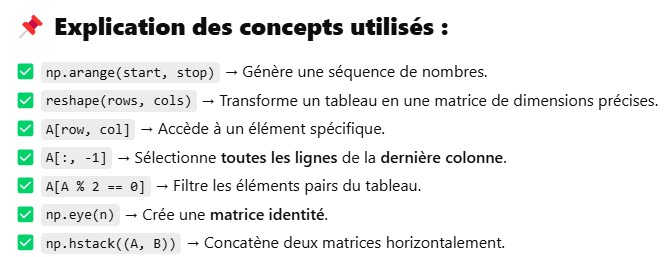 📌 Explication des concepts utilisés :
✅ np.arange(start, stop) → Génère une séquence de nombres.
✅ reshape(rows, cols) → Transforme un tableau en une matrice de dimensions précises.
✅ A[row, col] → Accède à un élément spécifique.
✅ A[:, -1] → Sélectionne toutes les lignes de la dernière colonne.
✅ A[A % 2 == 0] → Filtre les éléments pairs du tableau.
✅ np.eye(n) → Crée une matrice identité.
✅ np.hstack((A, B)) → Concatène deux matrices horizontalement.